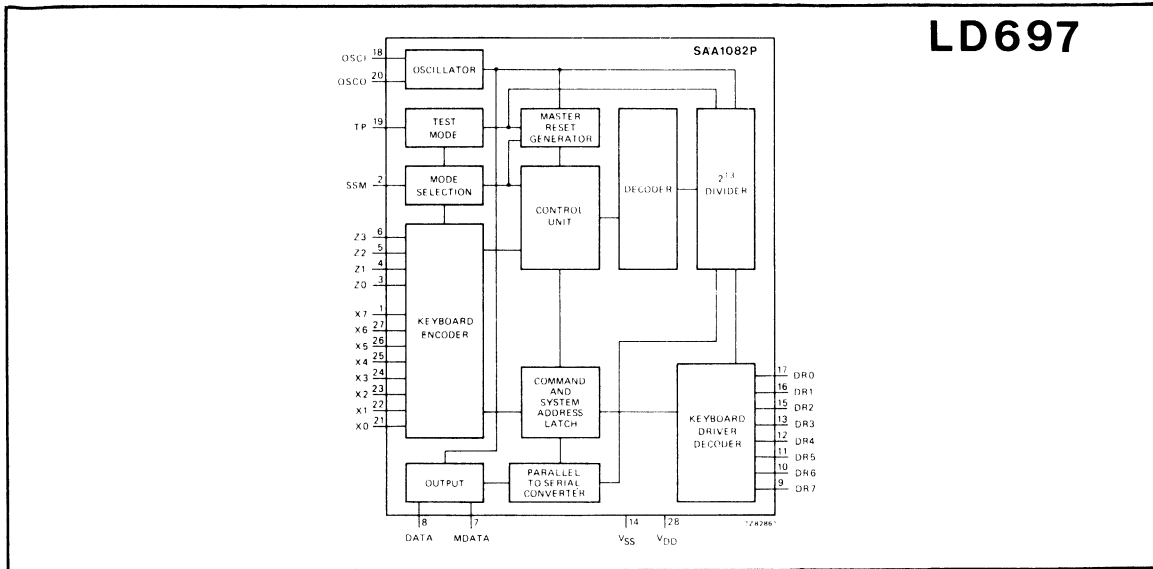 LD697
SAA1082P
OSCI 18
OSCO 20
OSCILLATOR
TP 19
TEST
MODE
MASTER
RESET
GENERATOR
SSM 2
MODE
SELECTION
CONTROL
UNIT
DECODER
2¹³
DIVIDER
Z3 6
Z2 5
Z1 4
Z0 3
X7 1
X6 27
X5 26
X4 25
X3 24
X2 23
X1 22
X0 21
KEYBOARD
ENCODER
COMMAND
AND
SYSTEM
ADDRESS
LATCH
KEYBOARD
DRIVER
DECODER
17 DR0
16 DR1
15 DR2
13 DR3
12 DR4
11 DR5
10 DR6
9 DR7
OUTPUT
PARALLEL
TO SERIAL
CONVERTER
8 7 14 28
DATA MDATA VSS VDD